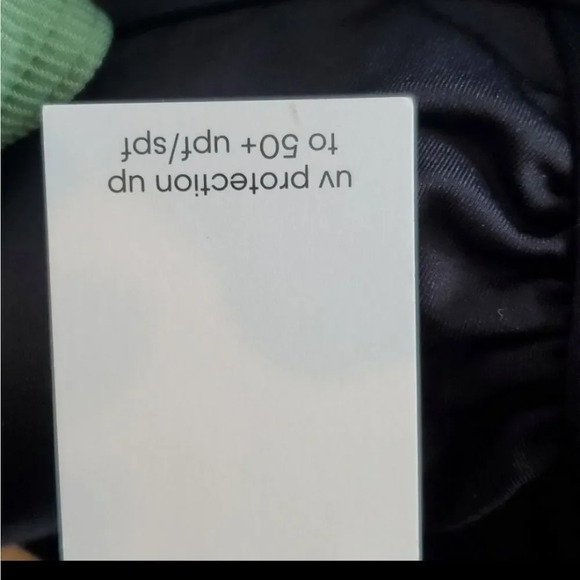 uv protection up
to 50+ upf/spf